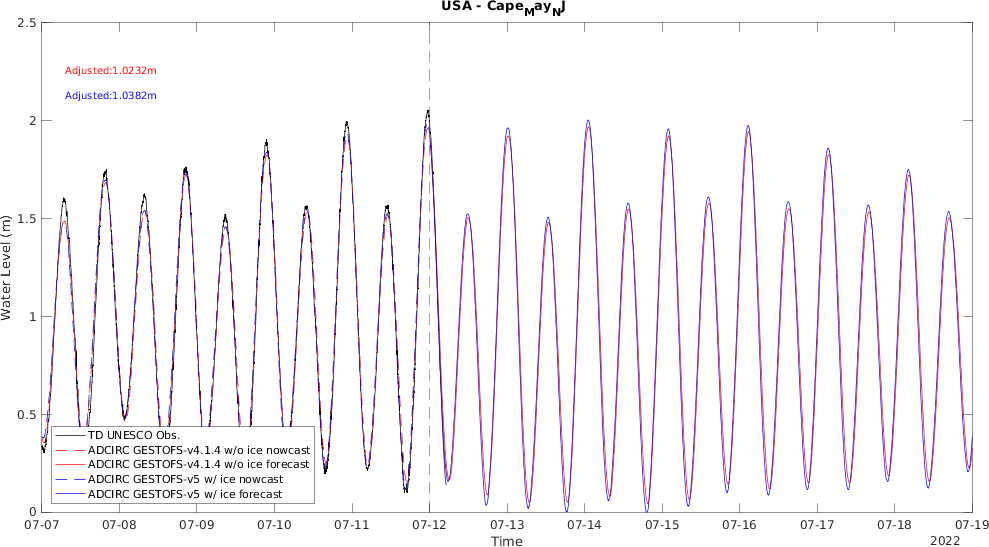 USA - CapeMayNJ
2.5
Adjusted:1.0232m
Adjusted:1.0382m
2
1.5
Water Level (m)
1
0.5
TD UNESCO Obs.
ADCIRC GESTOFS-v4.1.4 w/o ice nowcast
ADCIRC GESTOFS-v4.1.4 w/o ice forecast
ADCIRC GESTOFS-v5 w/ ice nowcast
ADCIRC GESTOFS-v5 w/ ice forecast
0
07-07 07-08 07-09 07-10 07-11 07-12 07-13 07-14 07-15 07-16 07-17 07-18 07-19
Time
2022